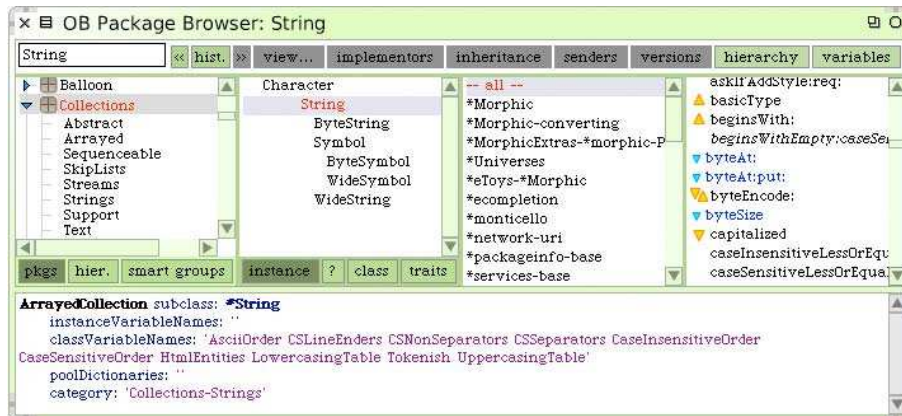 OB Package Browser: String
String
<< hist. >> view... implementors inheritance senders versions hierarchy variables
Balloon
Collections
Abstract
Arrayed
Sequenceable
SkipLists
Streams
Strings
Support
Text
pkgs hier. smart groups
Character
String
ByteString
Symbol
ByteSymbol
WideSymbol
WideString
instance ? class traits
-- all --
*Morphic
*Morphic-converting
*MorphicExtras-*morphic-P
*Universes
*eToys-*Morphic
*ecompletion
*monticello
*network-uri
*packageinfo-base
*services-base
askIfAddStyle:req:
basicType
beginsWith:
beginsWithEmpty:caseSe
byteAt:
byteAt:put:
byteEncode:
byteSize
capitalized
caseInsensitiveLessOrEqu
caseSensitiveLessOrEqual
ArrayedCollection subclass: #String
instanceVariableNames: ''
classVariableNames: 'AsciiOrder CSLineEnders CSNonSeparators CSSeparators CaseInsensitiveOrder
CaseSensitiveOrder HtmlEntities LowercasingTable Tokenish UppercasingTable'
poolDictionaries: ''
category: 'Collections-Strings'